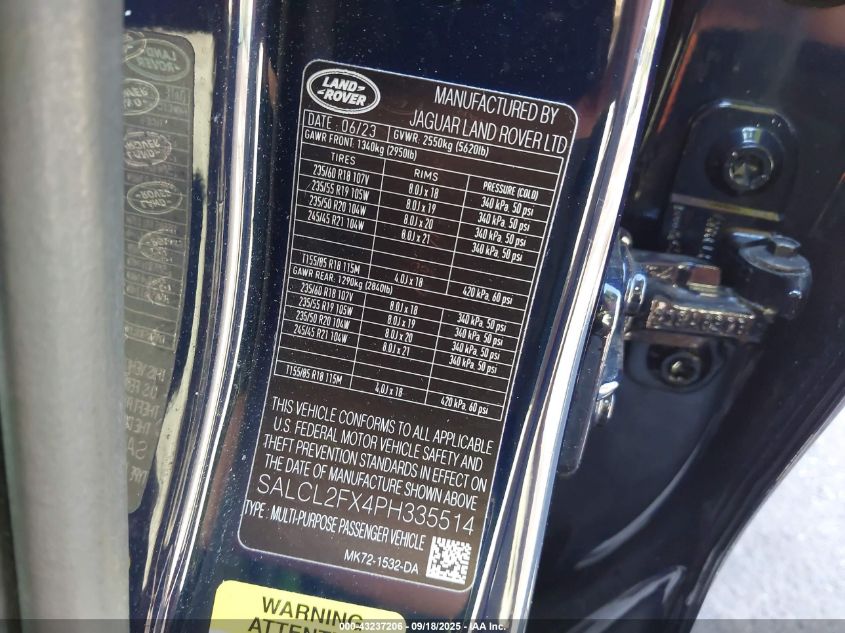 LAND
ROVER
MANUFACTURED BY
JAGUAR LAND ROVER LTD
DATE: 06/23 GVWR: 2550kg (5620lb)
GAWR FRONT: 1340kg (2950lb)
TIRES RIMS PRESSURE (COLD)
235/60 R18 107V 8.0J x 18 340 kPa, 50 psi
235/55 R19 105W 8.0J x 19 340 kPa, 50 psi
235/50 R20 104W 8.0J x 20 340 kPa, 50 psi
245/45 R21 104W 8.0J x 21 340 kPa, 50 psi
T155/85 R18 115M 4.0J x 18 420 kPa, 60 psi
GAWR REAR: 1290kg (2840lb)
235/60 R18 107V 8.0J x 18 340 kPa, 50 psi
235/55 R19 105W 8.0J x 19 340 kPa, 50 psi
235/50 R20 104W 8.0J x 20 340 kPa, 50 psi
245/45 R21 104W 8.0J x 21 340 kPa, 50 psi
T155/85 R18 115M 4.0J x 18 420 kPa, 60 psi
THIS VEHICLE CONFORMS TO ALL APPLICABLE
U.S. FEDERAL MOTOR VEHICLE SAFETY AND
THEFT PREVENTION STANDARDS IN EFFECT ON
THE DATE OF MANUFACTURE SHOWN ABOVE
SALCL2FX4PH335514
TYPE: MULTI-PURPOSE PASSENGER VEHICLE
MK72-1532-DA
WARNING
000-43237206 - 09/18/2025 - IAA Inc.